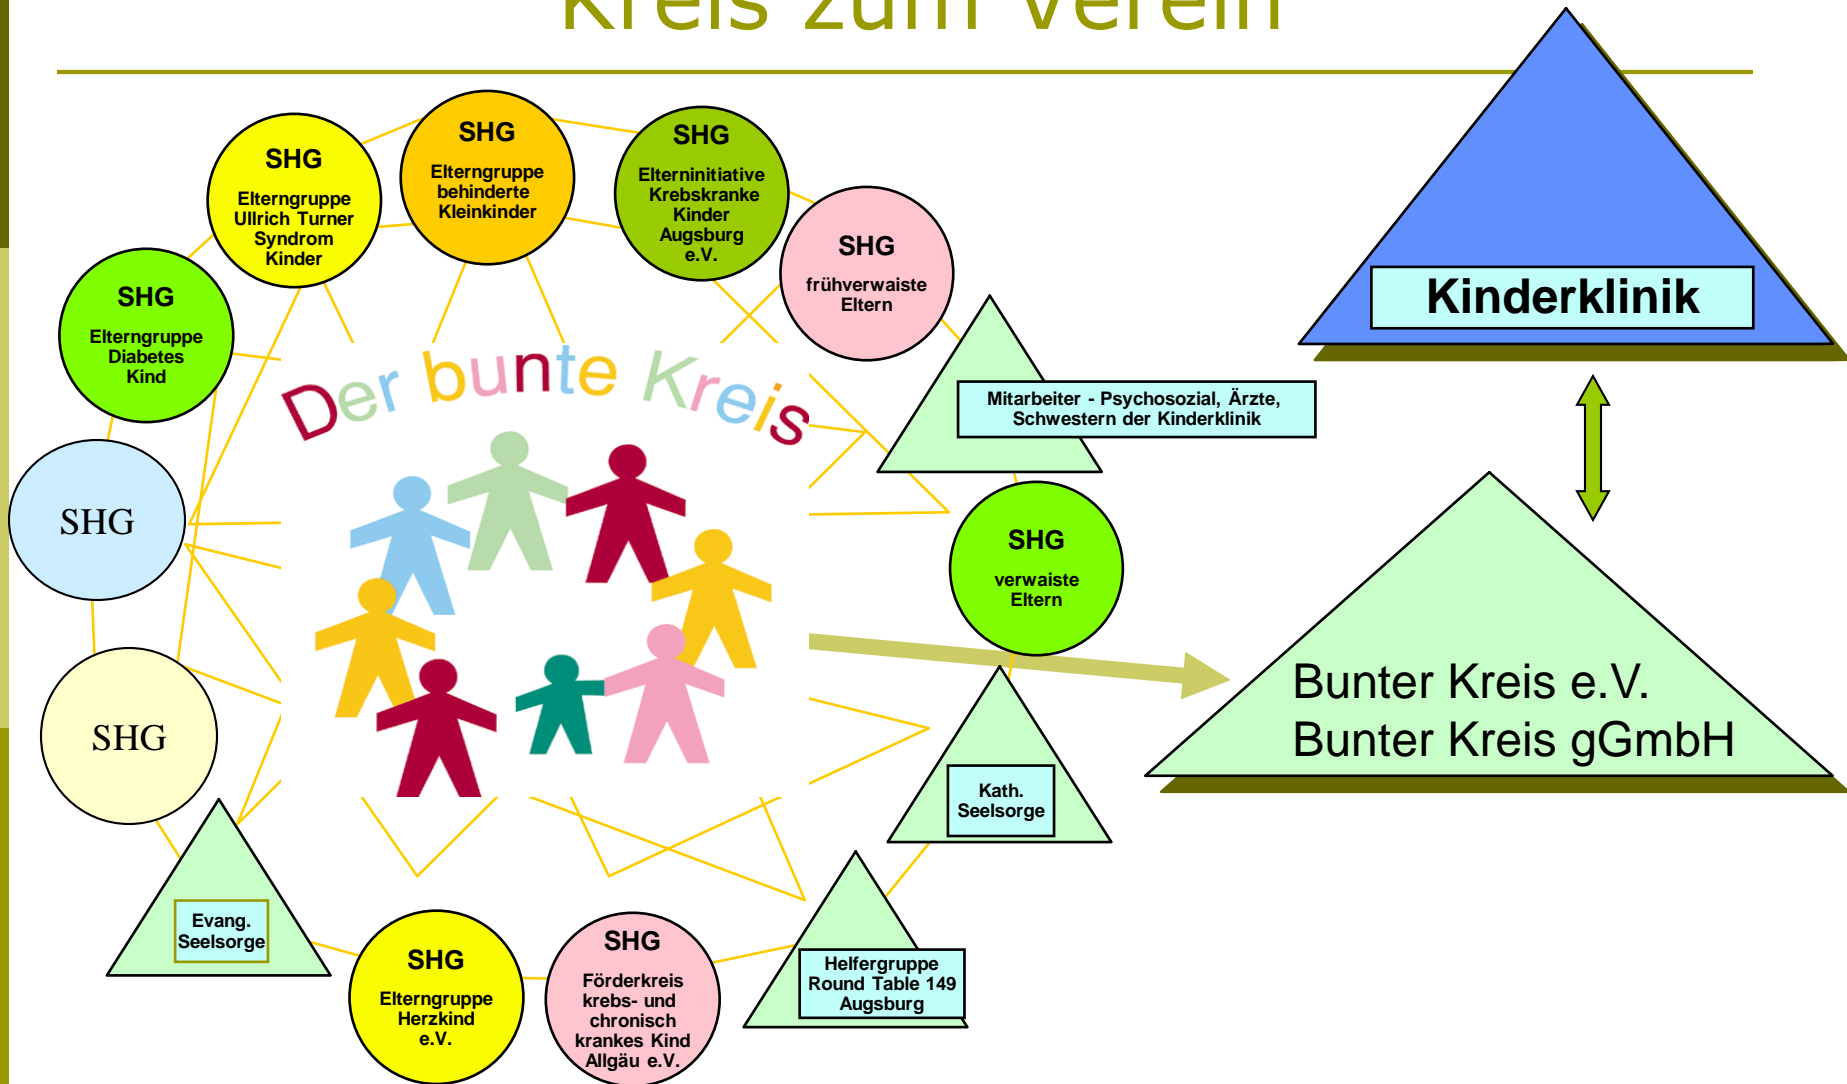 Kreis zum Verein
SHG
Elterngruppe
behinderte
Kleinkinder
SHG
Elterninitiative
Krebskranke
Kinder
Augsburg
e.V.
SHG
Elterngruppe
Ullrich Turner
Syndrom
Kinder
SHG
frühverwaiste
Eltern
SHG
Elterngruppe
Diabetes
Kind
Kinderklinik
Der bunte Kreis
Mitarbeiter - Psychosozial, Ärzte,
Schwestern der Kinderklinik
SHG
SHG
verwaiste
Eltern
SHG
Bunter Kreis e.V.
Bunter Kreis gGmbH
Kath.
Seelsorge
Evang.
Seelsorge
SHG
Elterngruppe
Herzkind
e.V.
SHG
Förderkreis
krebs- und
chronisch
krankes Kind
Allgäu e.V.
Helfergruppe
Round Table 149
Augsburg